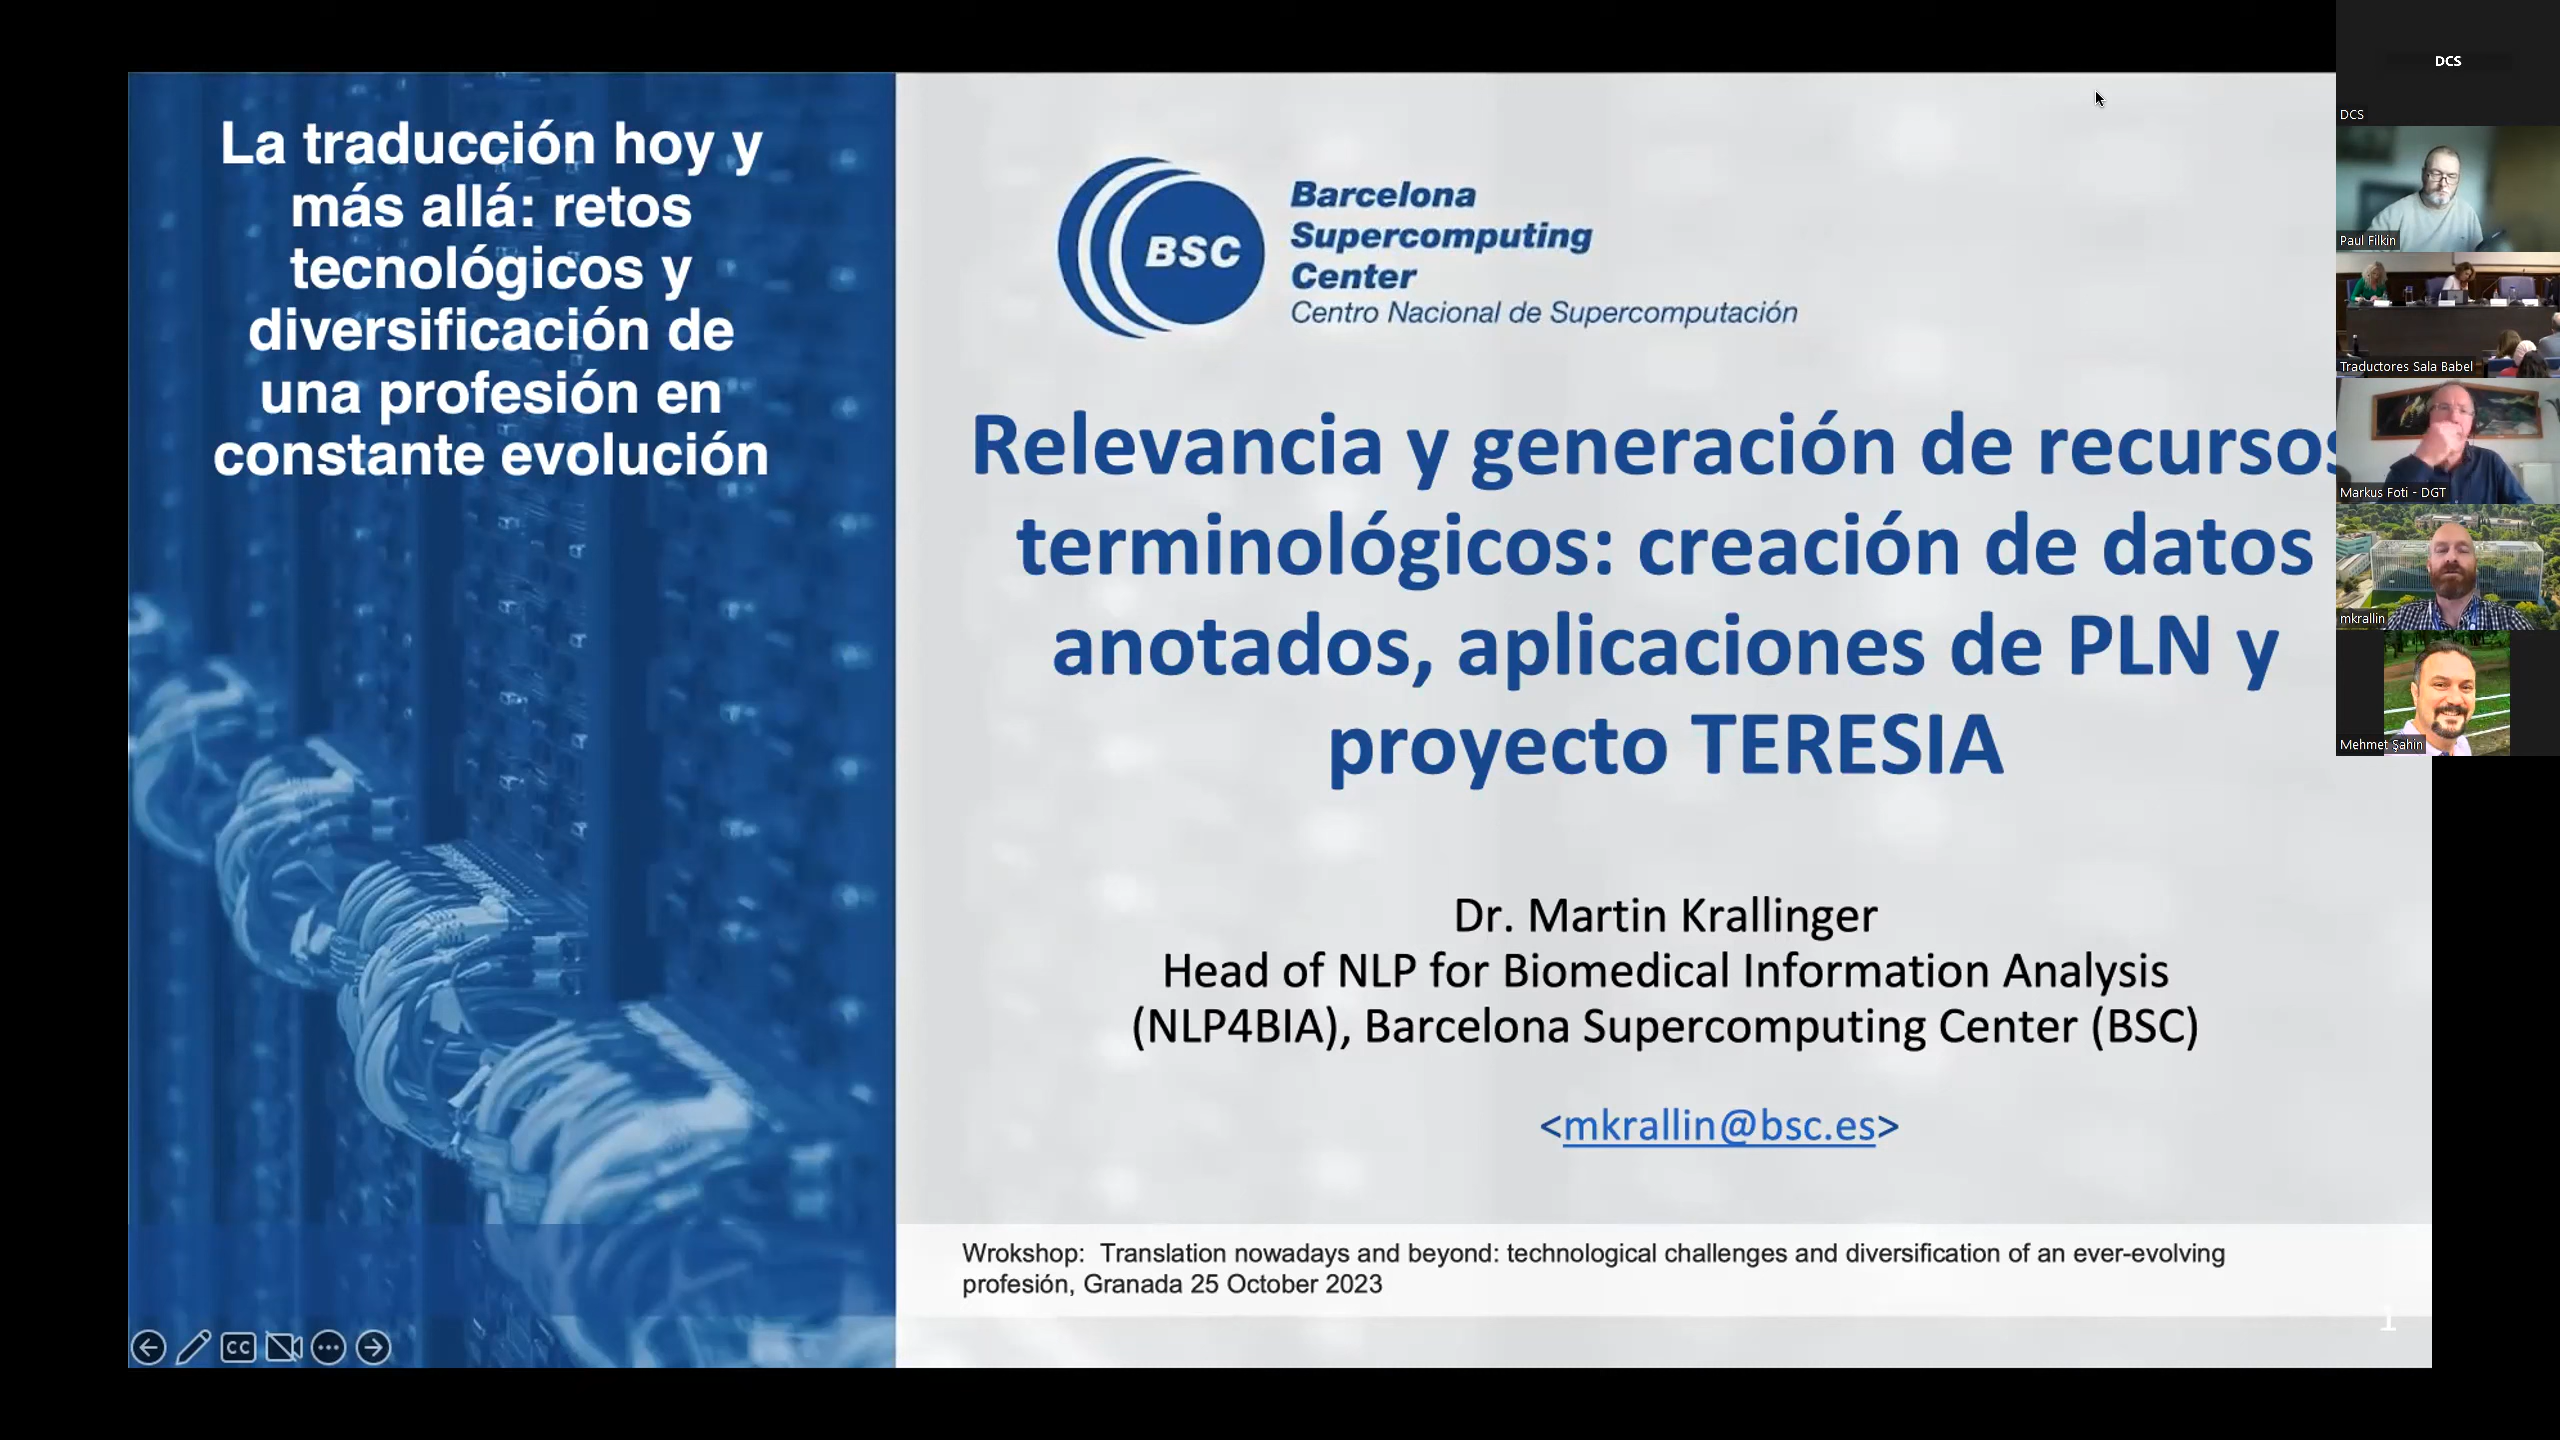 La traducción hoy y
más allá: retos
tecnológicos y
diversificación de
una profesión en
constante evolución
BSC
Barcelona
Supercomputing
Center
Centro Nacional de Supercomputación
Relevancia y generación de recursos
terminológicos: creación de datos
anotados, aplicaciones de PLN y
proyecto TERESIA
Dr. Martin Krallinger
Head of NLP for Biomedical Information Analysis
(NLP4BIA), Barcelona Supercomputing Center (BSC)
<mkrallin@bsc.es>
Wrokshop: Translation nowadays and beyond: technological challenges and diversification of an ever-evolving
profesión, Granada 25 October 2023
1
CC
DCS
DCS
Paul Filkin
Traductores Sala Babel
Markus Foti - DGT
mkrallin
Mehmet Şahin